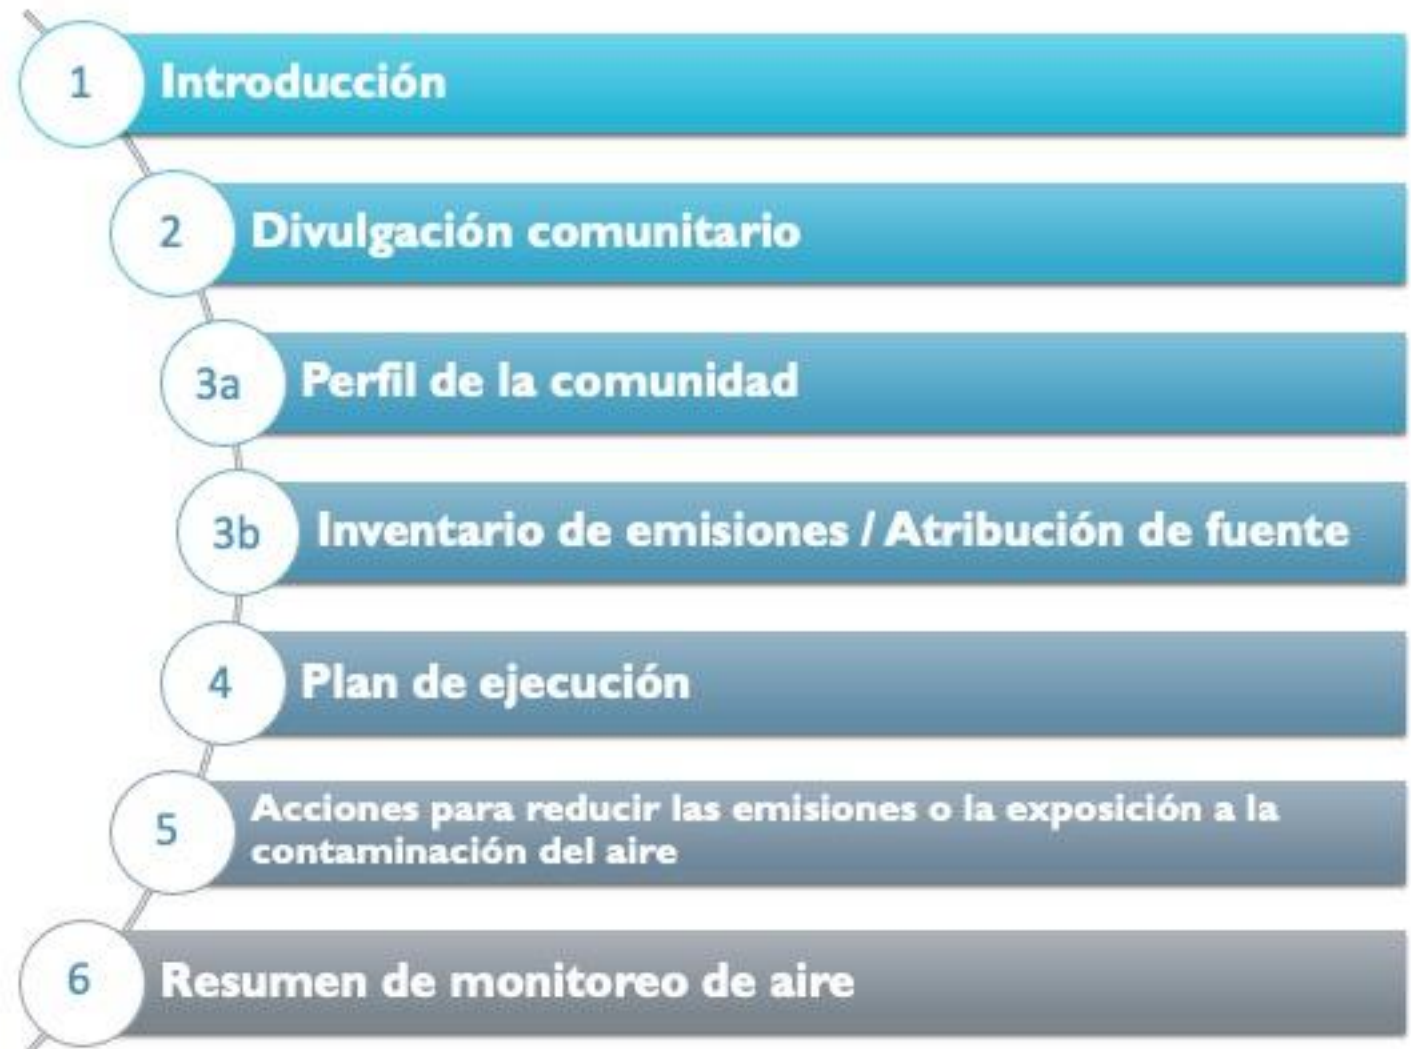 1 Introducción
2 Divulgación comunitario
3a Perfil de la comunidad
3b Inventario de emisiones / Atribución de fuente
4 Plan de ejecución
5 Acciones para reducir las emisiones o la exposición a la
contaminación del aire
6 Resumen de monitoreo de aire